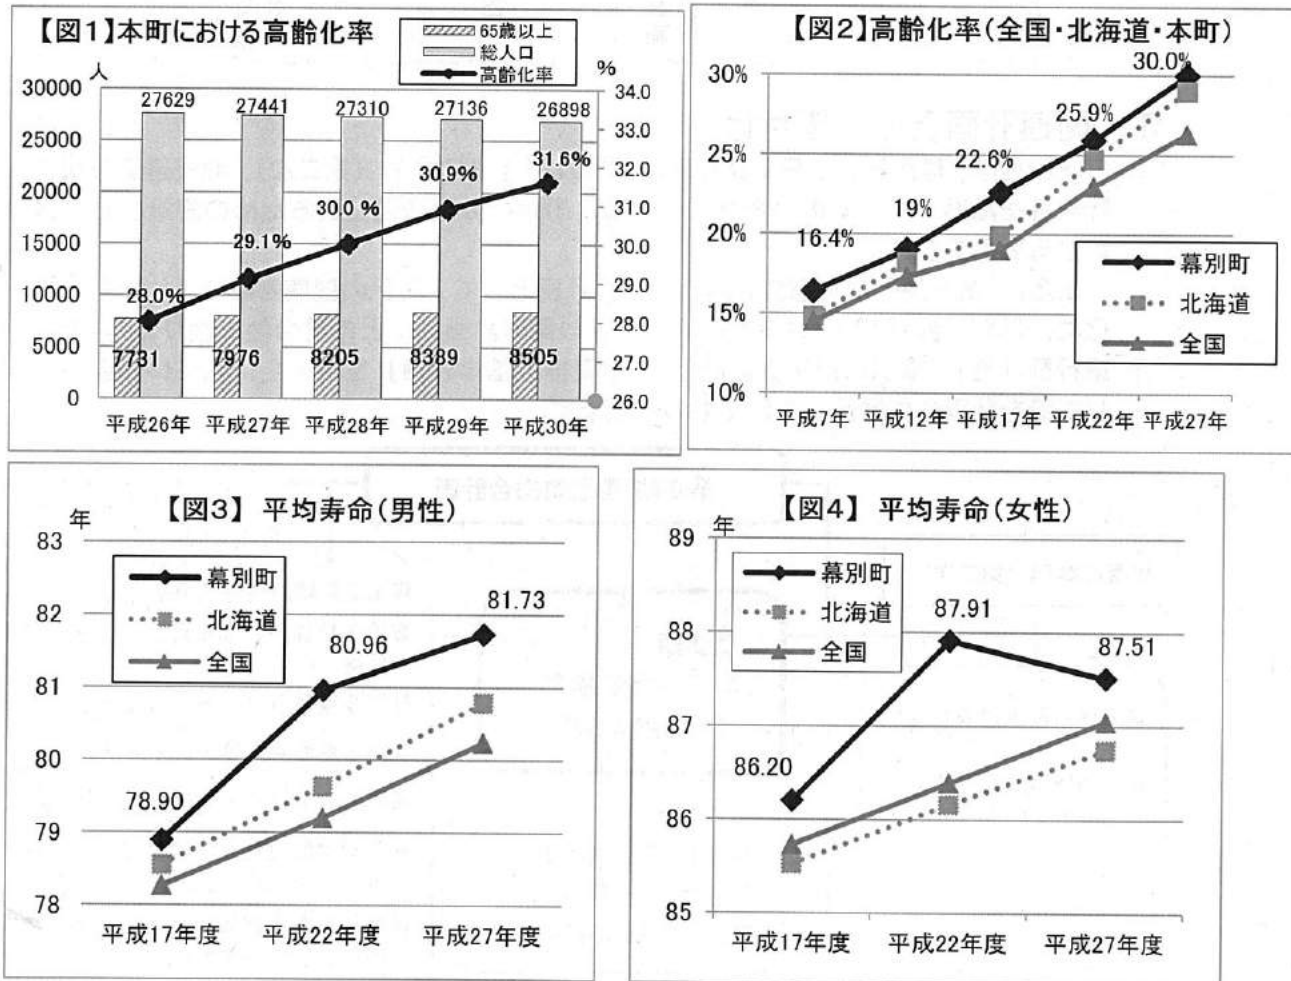 【図1】本町における高齢化率
65歳以上
総人口
高齢化率
人
%
30000
25000
20000
15000
10000
5000
0
27629
27441
27310
27136
26898
28.0%
29.1%
30.0 %
30.9%
31.6%
7731
7976
8205
8389
8505
34.0
33.0
32.0
31.0
30.0
29.0
28.0
27.0
26.0
平成26年 平成27年 平成28年 平成29年 平成30年
【図2】高齢化率(全国・北海道・本町)
30%
25%
20%
15%
10%
16.4%
19%
22.6%
25.9%
30.0%
幕別町
北海道
全国
平成7年 平成12年 平成17年 平成22年 平成27年
【図3】 平均寿命(男性)
年
83
82
81
80
79
78
幕別町
北海道
全国
78.90
80.96
81.73
平成17年度 平成22年度 平成27年度
【図4】 平均寿命(女性)
年
89
88
87
86
85
幕別町
北海道
全国
86.20
87.91
87.51
平成17年度 平成22年度 平成27年度